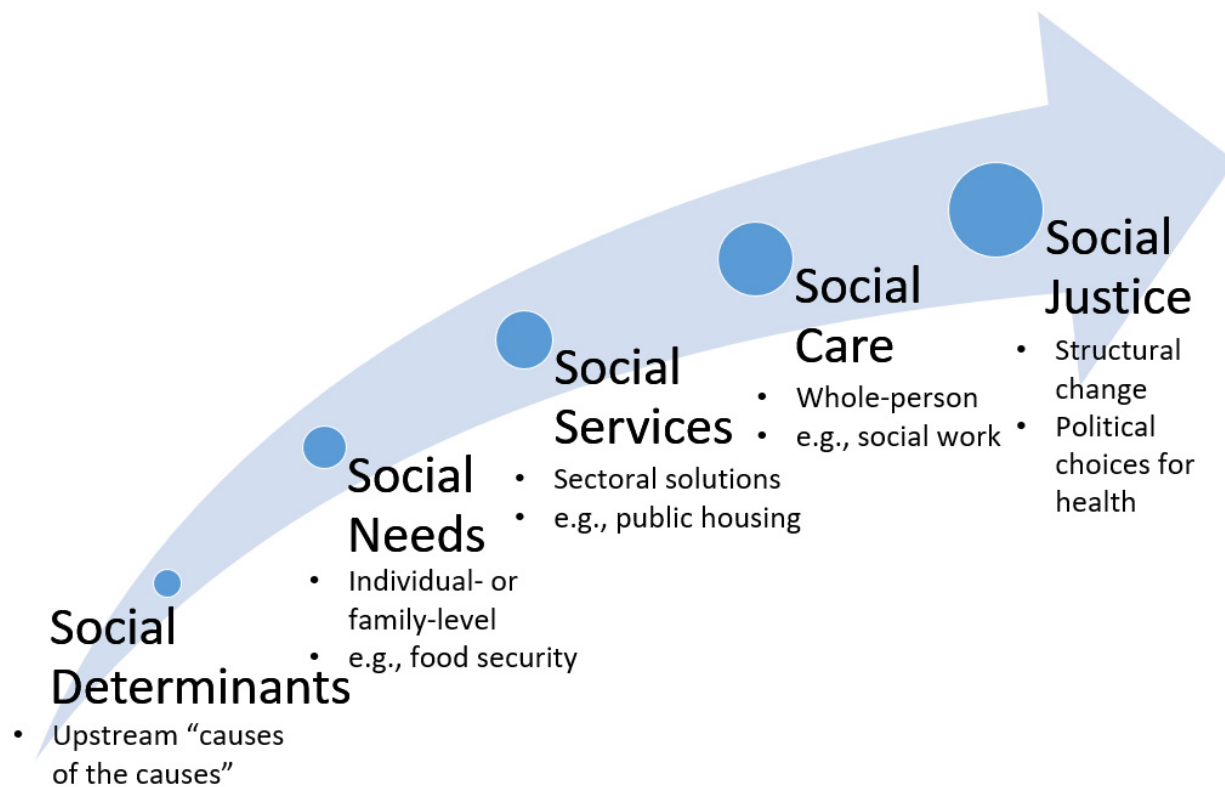 Social
Determinants
• Upstream “causes
of the causes”
Social
Needs
• Individual- or
family-level
• e.g., food security
Social
Services
• Sectoral solutions
• e.g., public housing
Social
Care
• Whole-person
• e.g., social work
Social
Justice
• Structural
change
• Political
choices for
health